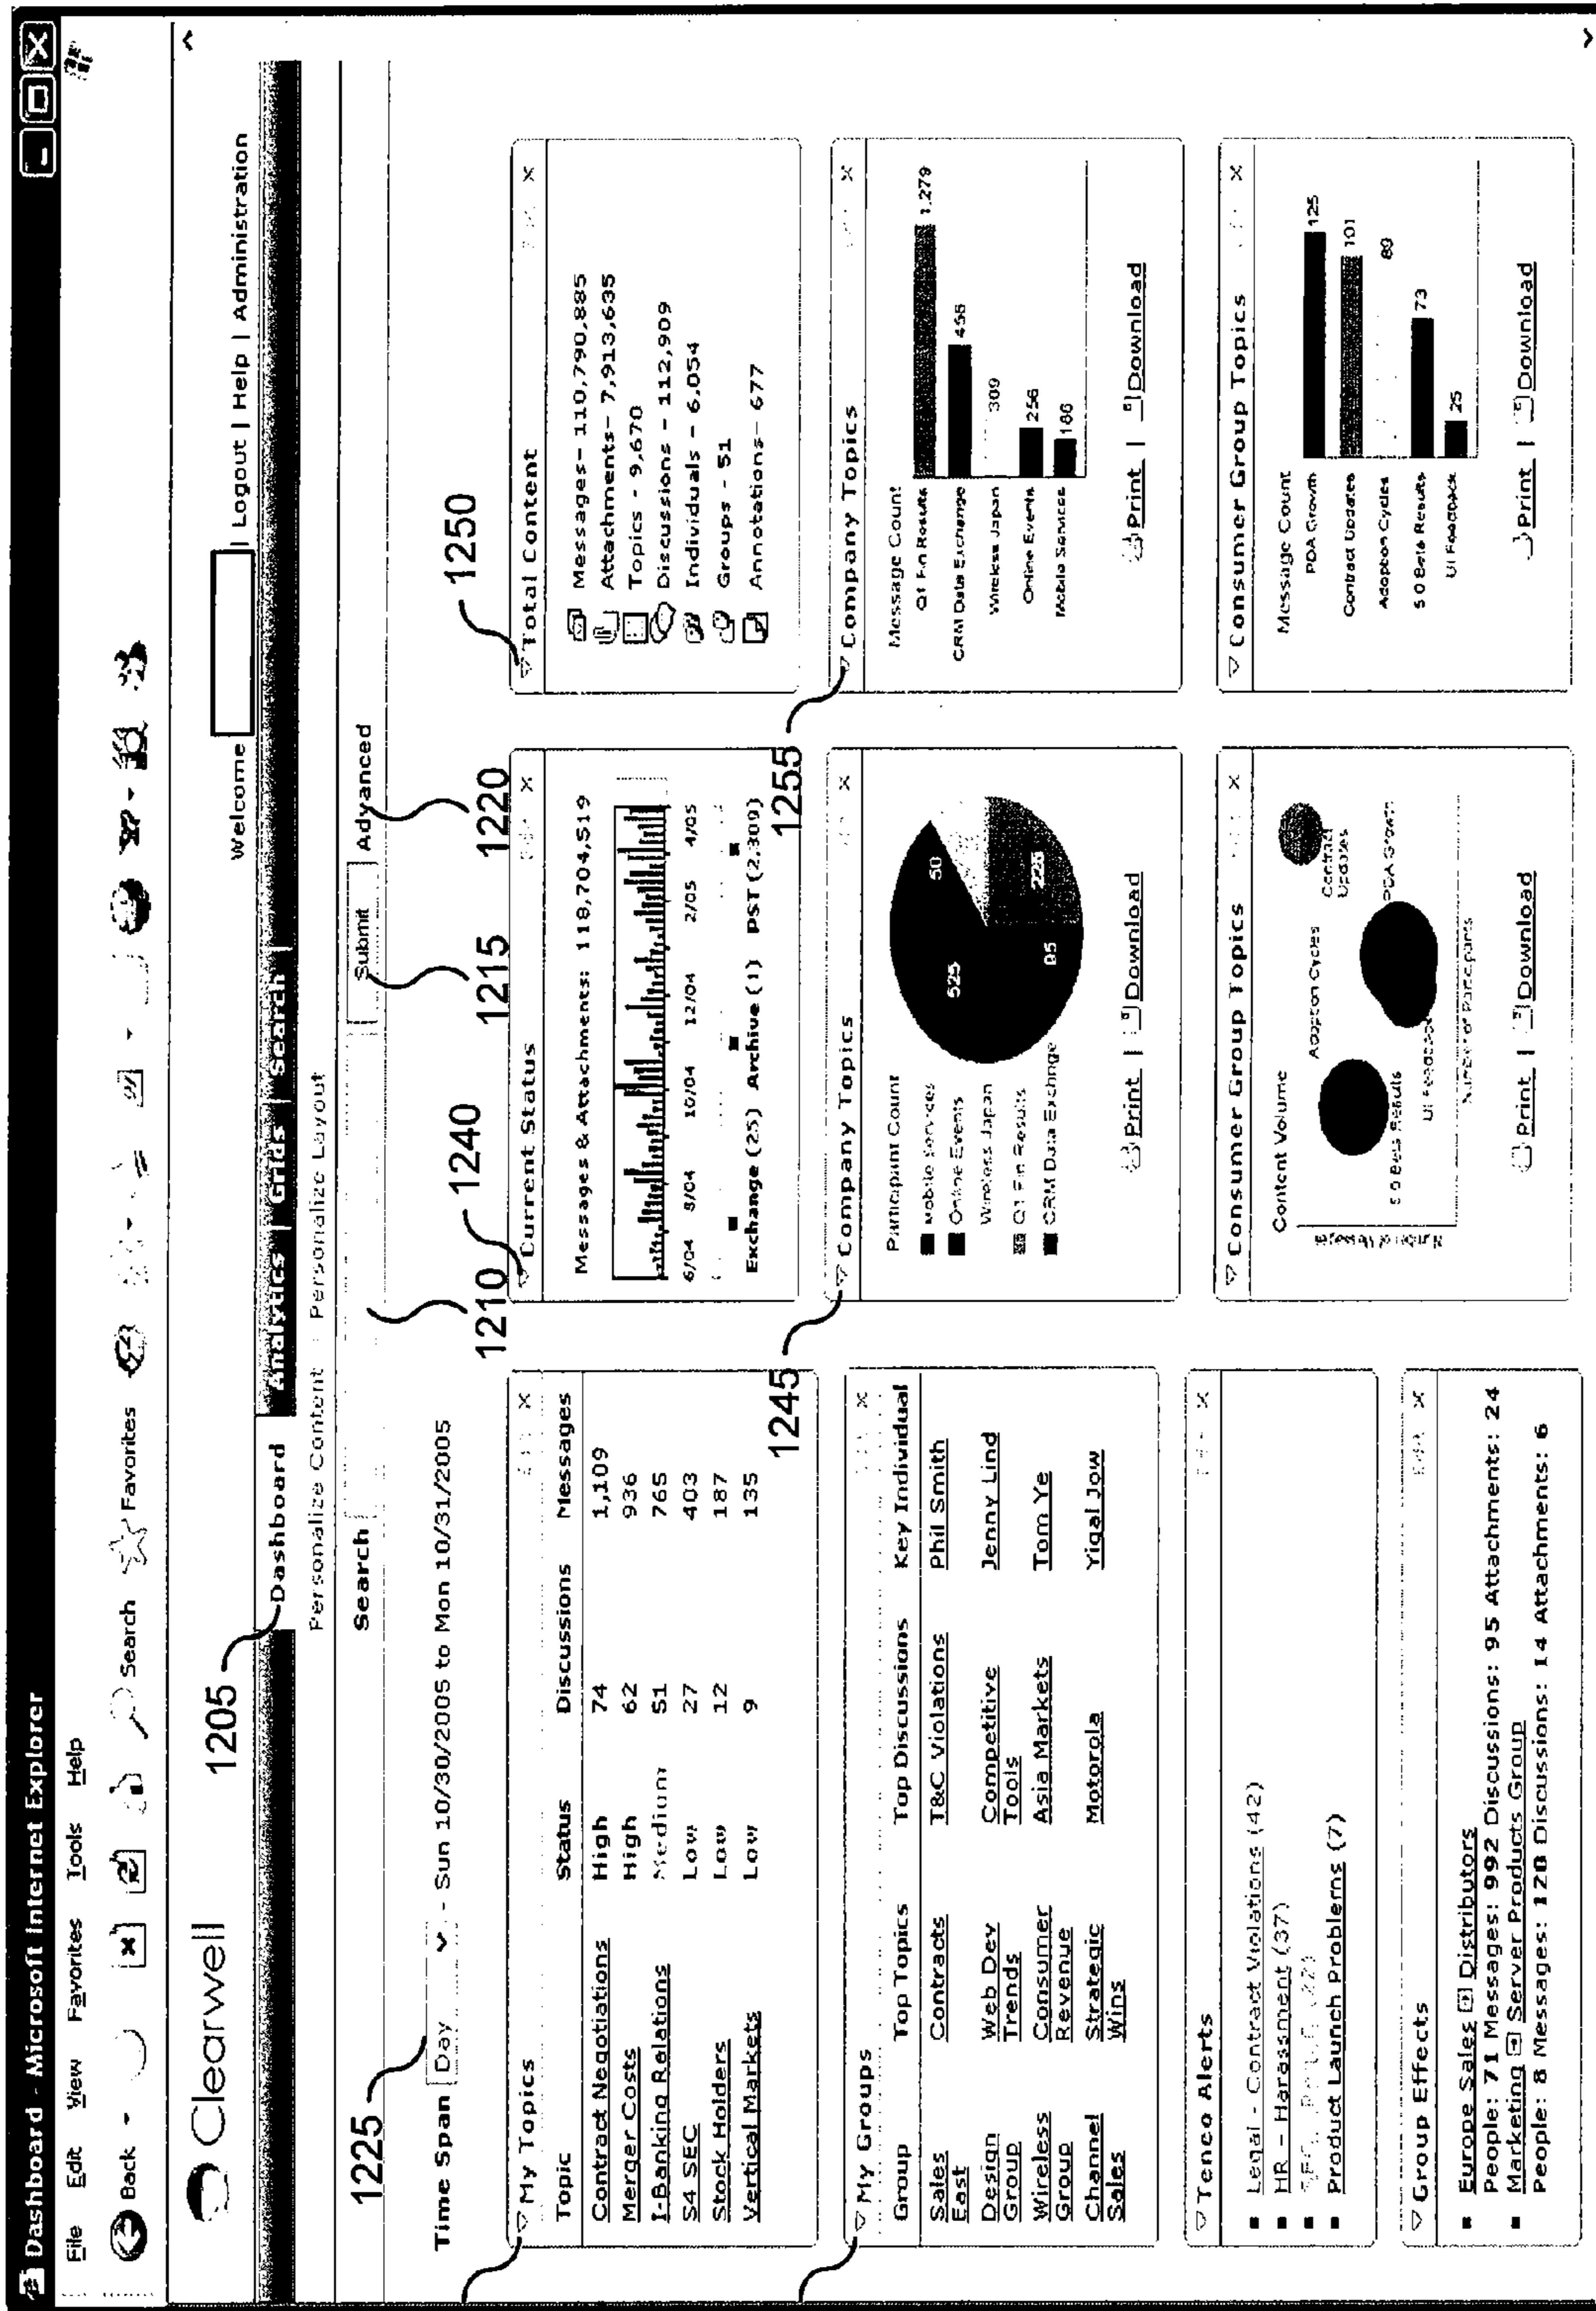 Dashboard - Microsoft Internet Explorer
File Edit View Favorites Tools Help
Back Search Favorites
Clearwell
Welcome | Logout | Help | Administration
1205
Dashboard Analytics | Grids | Search
Personalize Content | Personalize Layout
Search Submit Advanced
1210
1215
1220
1225
Time Span Day - Sun 10/30/2005 to Mon 10/31/2005
My Topics
Topic Status Discussions Messages
Contract Negotiations High 74 1,109
Merger Costs High 62 936
I-Banking Relations Medium 51 765
S4 SEC Low 27 403
Stock Holders Low 12 187
Vertical Markets Low 9 135
My Groups
Group Top Topics Top Discussions Key Individual
Sales East Contracts T&C Violations Phil Smith
Design Group Web Dev Trends Competitive Tools Jenny Lind
Wireless Group Consumer Revenue Asia Markets Tom Ye
Channel Sales Strategic Wins Motorola Yigal Jow
Tenco Alerts
Legal - Contract Violations (42)
HR - Harassment (37)
Product Launch Problems (7)
Group Effects
Europe Sales Distributors
People: 71 Messages: 992 Discussions: 95 Attachments: 24
Marketing Server Products Group
People: 8 Messages: 128 Discussions: 14 Attachments: 6
1240
Current Status
Messages & Attachments: 118,704,519
6/04 8/04 10/04 12/04 2/05 4/05
Exchange (25) Archive (1) PST (2,309)
1245
Company Topics
Participant Count
Mobile Services
Online Events
Wireless Japan
Q1 Fin Results
CRM Data Exchnge
525 50 95
Print | Download
Consumer Group Topics
Content Volume
Adoption Cycles
Contract Updates
5 0 Beta Results
UI Feedback
PDA Growth
Number of Participants
Print | Download
1250
Total Content
Messages- 110,790,885
Attachments- 7,913,635
Topics - 9,670
Discussions - 112,909
Individuals - 6,054
Groups - 51
Annotations- 677
1255
Company Topics
Message Count
Q1 Fin Results 1,279
CRM Data Exchange 456
Wireless Japan 309
Online Events 256
Mobile Services 186
Print | Download
Consumer Group Topics
Message Count
PDA Growth 125
Contract Updates 101
Adoption Cycles 89
5 0 Beta Results 73
UI Feedback 25
Print | Download